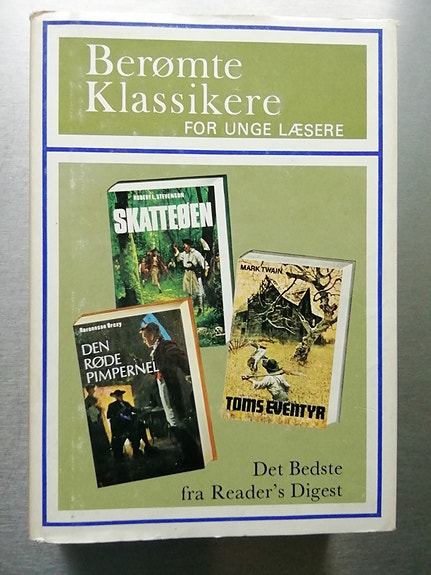 Berømte
Klassikere
FOR UNGE LÆSERE
ROBERT L. STEVENSON
SKATTEØEN
MARK TWAIN
TOMS EVENTYR
Baronesse Orczy
DEN
RØDE
PIMPERNEL
Det Bedste
fra Reader's Digest